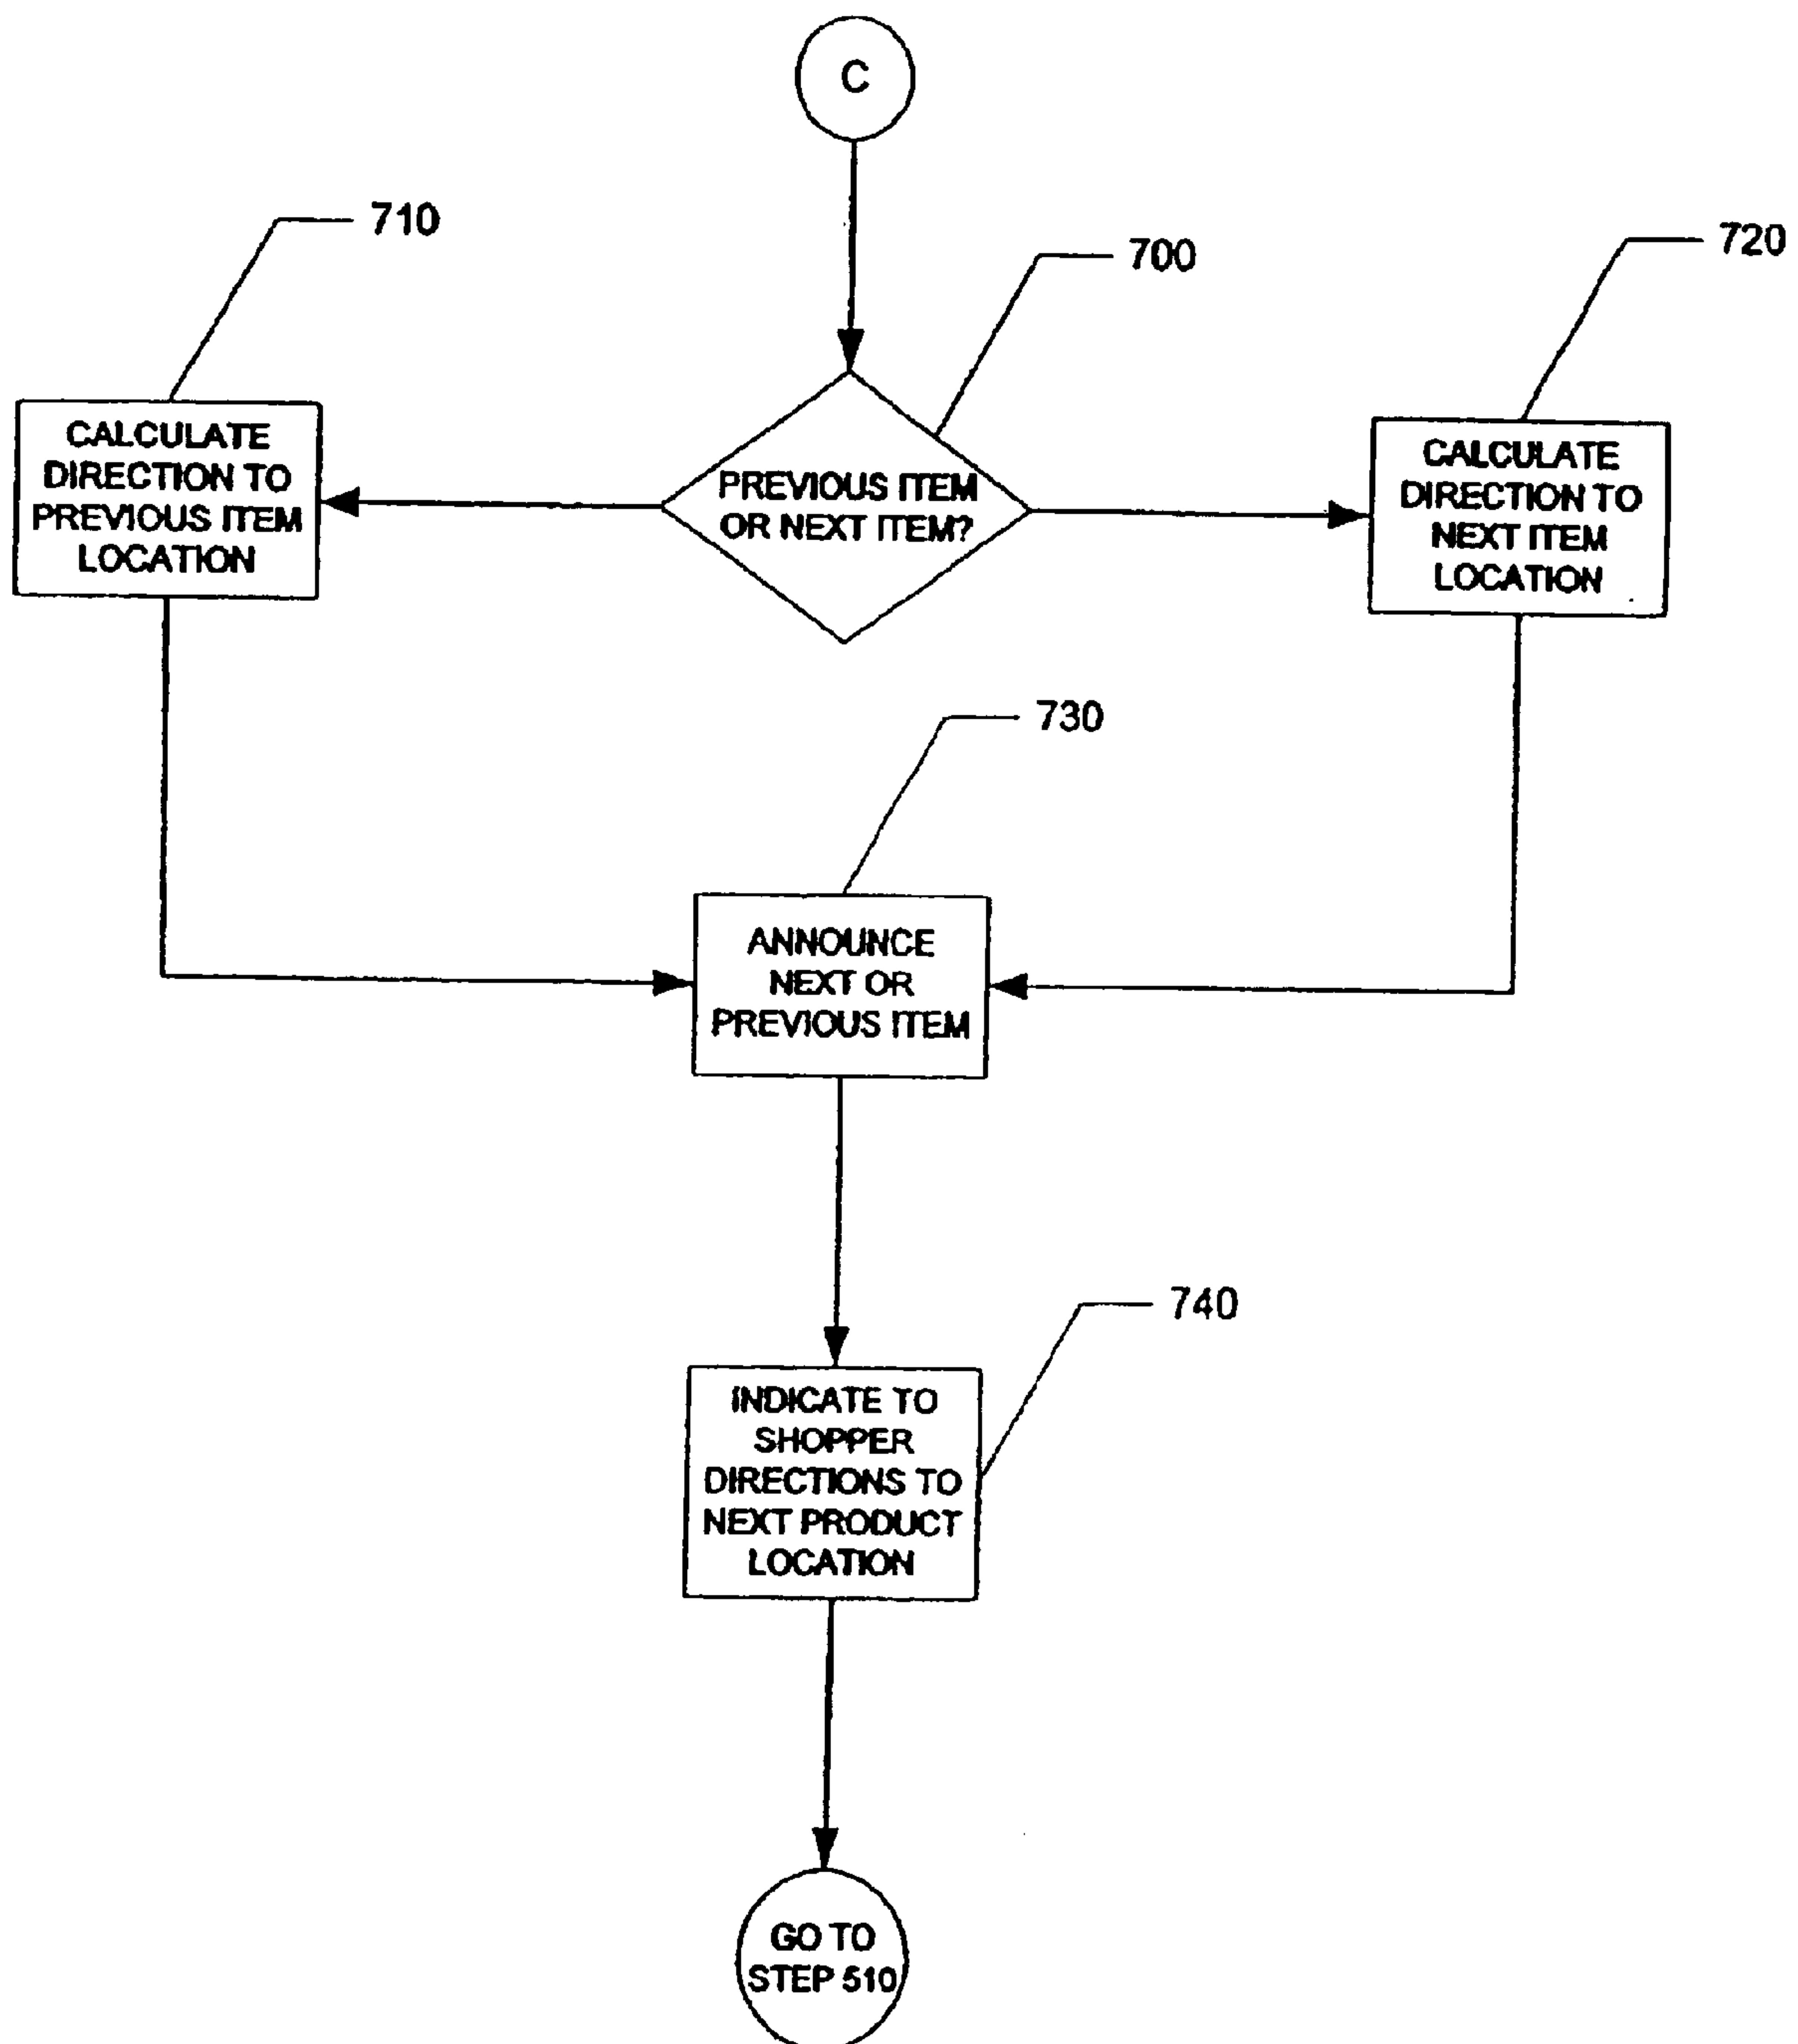 C
710
700
720
CALCULATE
DIRECTION TO
PREVIOUS ITEM
LOCATION
PREVIOUS ITEM
OR NEXT ITEM?
CALCULATE
DIRECTION TO
NEXT ITEM
LOCATION
730
ANNOUNCE
NEXT OR
PREVIOUS ITEM
740
INDICATE TO
SHOPPER
DIRECTIONS TO
NEXT PRODUCT
LOCATION
GO TO
STEP 510